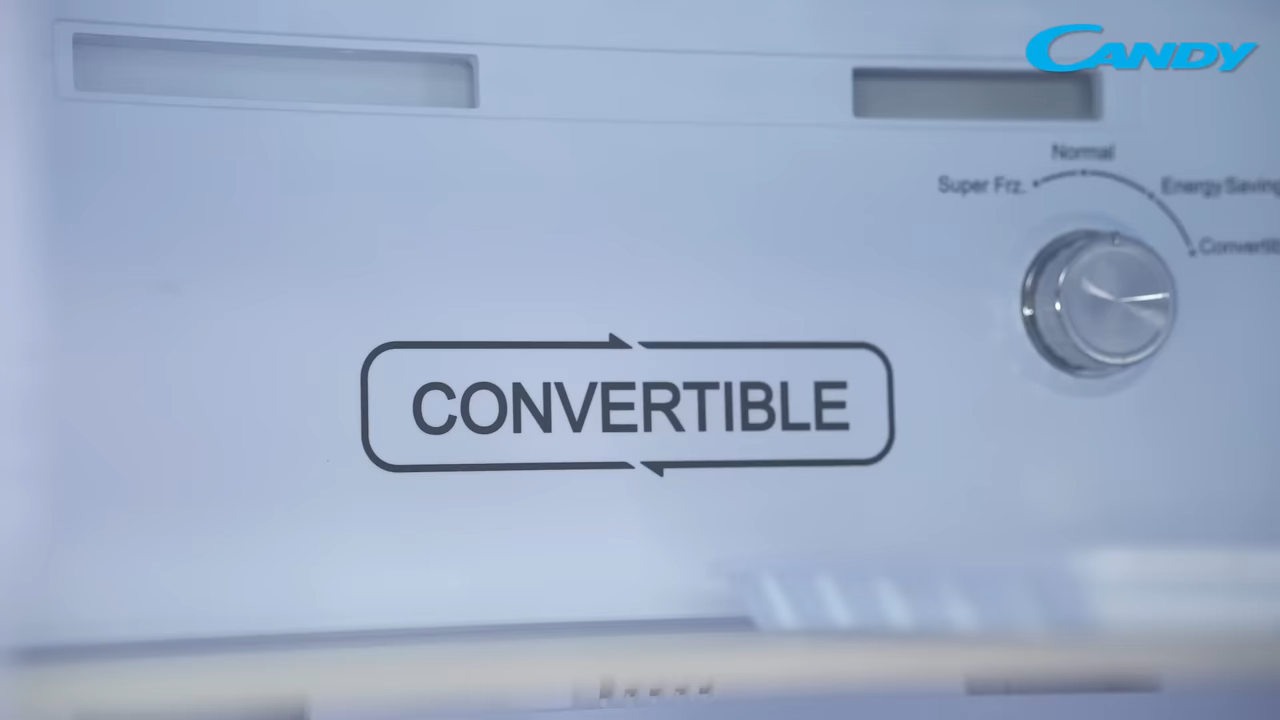 CANDY
Normal
Super Frz.
Energy Saving
CONVERTIBLE